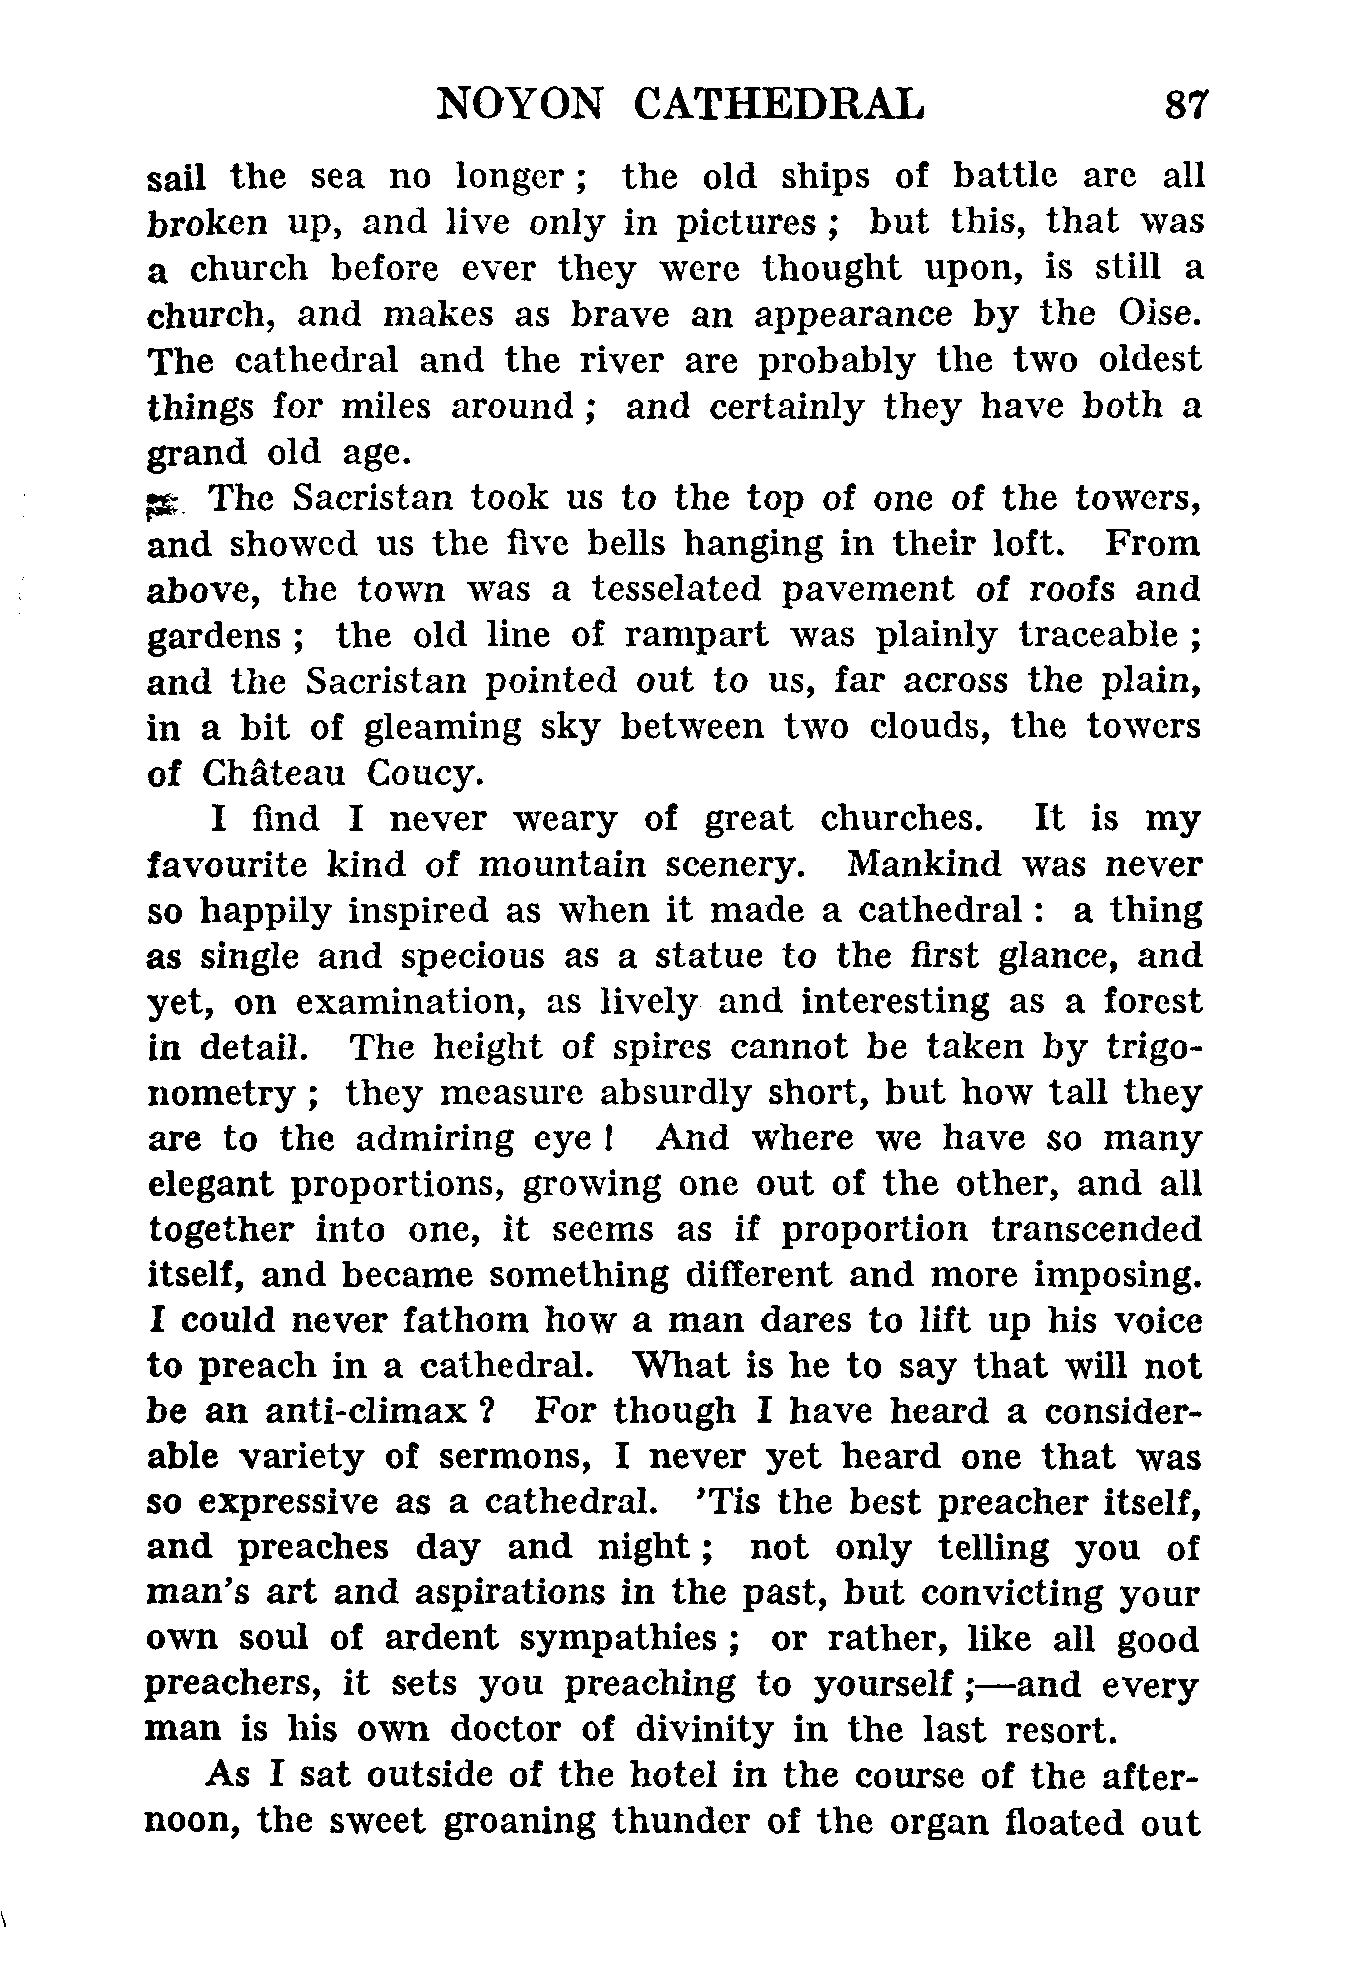 NOYON CATHEDRAL 87
sail the sea no longer ; the old ships of battle are all
broken up, and live only in pictures ; but this, that was
a church before ever they were thought upon, is still a
church, and makes as brave an appearance by the Oise.
The cathedral and the river are probably the two oldest
things for miles around ; and certainly they have both a
grand old age.
The Sacristan took us to the top of one of the towers,
and showed us the five bells hanging in their loft. From
above, the town was a tesselated pavement of roofs and
gardens ; the old line of rampart was plainly traceable ;
and the Sacristan pointed out to us, far across the plain,
in a bit of gleaming sky between two clouds, the towers
of Château Coucy.
I find I never weary of great churches. It is my
favourite kind of mountain scenery. Mankind was never
so happily inspired as when it made a cathedral : a thing
as single and specious as a statue to the first glance, and
yet, on examination, as lively and interesting as a forest
in detail. The height of spires cannot be taken by trigo-
nometry ; they measure absurdly short, but how tall they
are to the admiring eye ! And where we have so many
elegant proportions, growing one out of the other, and all
together into one, it seems as if proportion transcended
itself, and became something different and more imposing.
I could never fathom how a man dares to lift up his voice
to preach in a cathedral. What is he to say that will not
be an anti-climax ? For though I have heard a consider-
able variety of sermons, I never yet heard one that was
so expressive as a cathedral. 'Tis the best preacher itself,
and preaches day and night ; not only telling you of
man's art and aspirations in the past, but convicting your
own soul of ardent sympathies ; or rather, like all good
preachers, it sets you preaching to yourself ;—and every
man is his own doctor of divinity in the last resort.
As I sat outside of the hotel in the course of the after-
noon, the sweet groaning thunder of the organ floated out